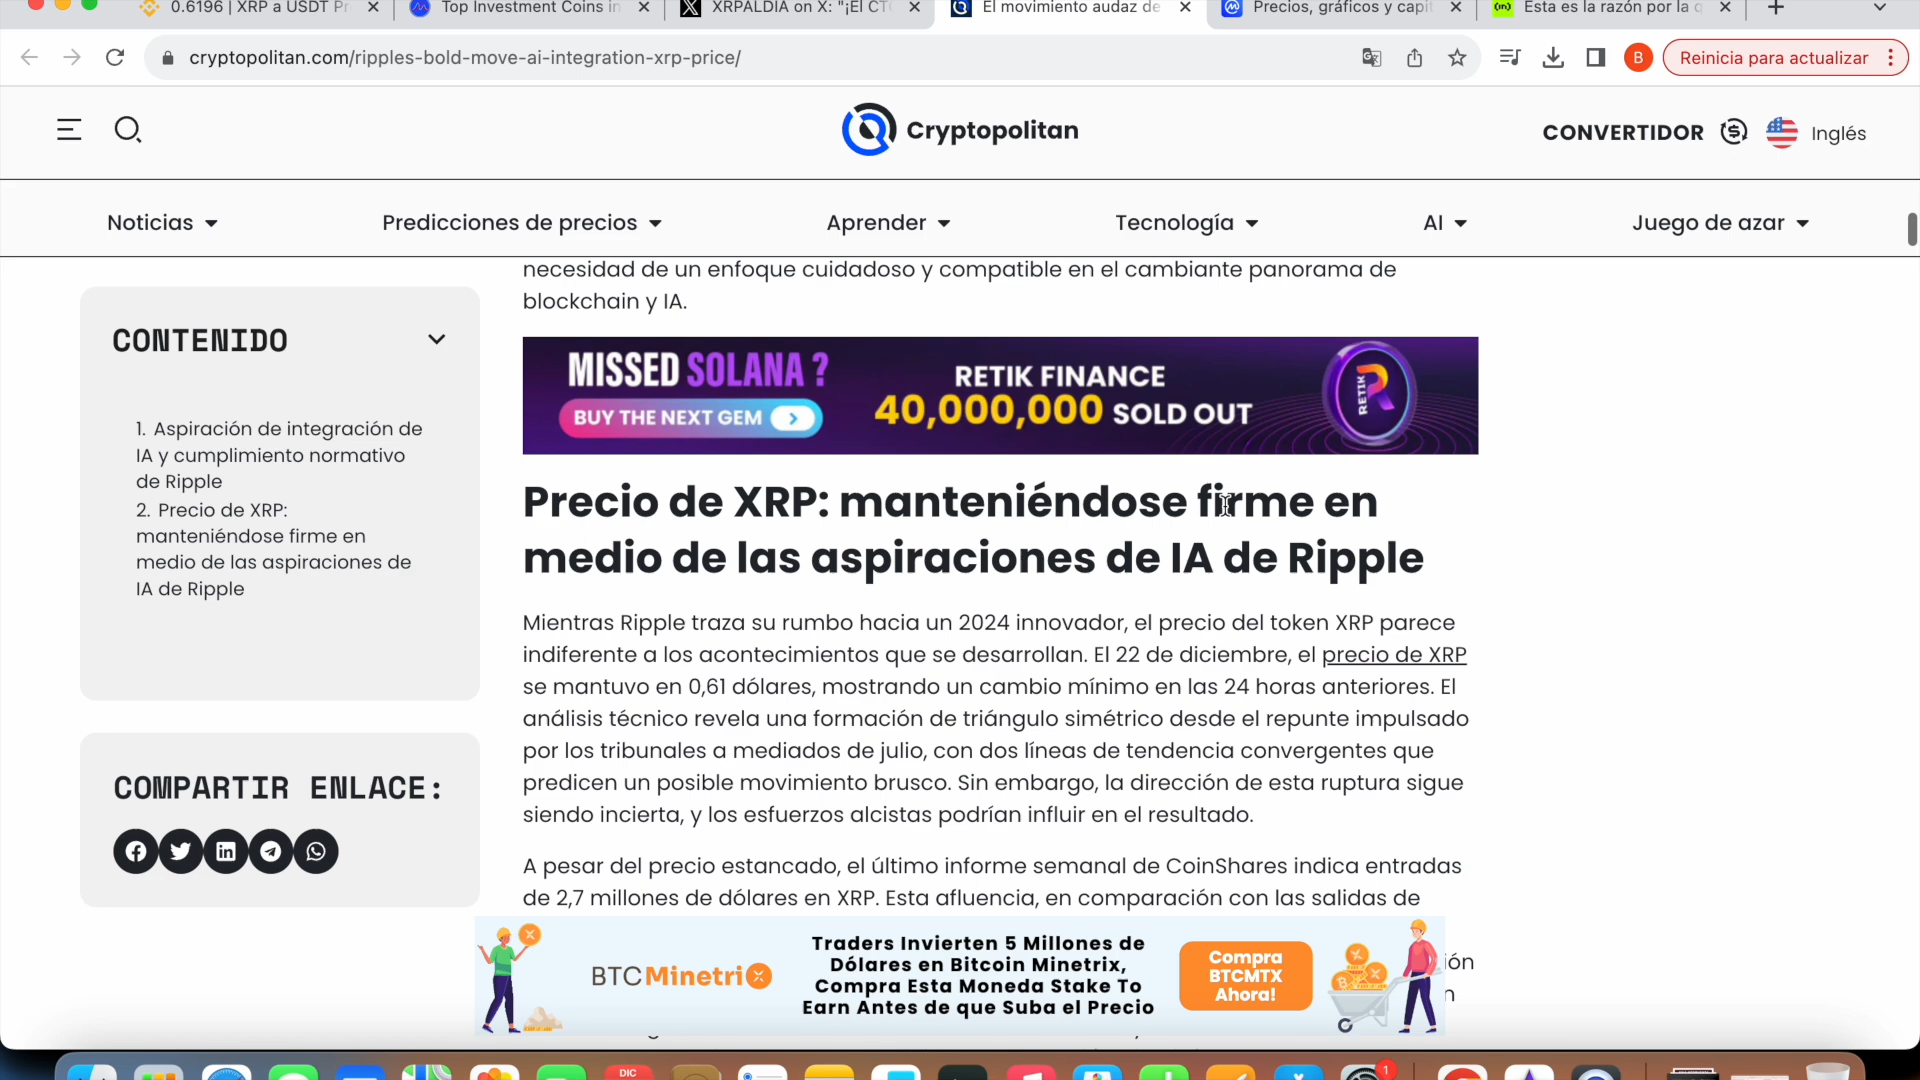 0.6196 | XRP a USDT Pr
Top Investment Coins in
XRPALDIA on X: "¡El CTO
El movimiento audaz de
Precios, gráficos y capit
Esta es la razón por la q
cryptopolitan.com/ripples-bold-move-ai-integration-xrp-price/
B
Reinicia para actualizar
Cryptopolitan
CONVERTIDOR
Inglés
Noticias
Predicciones de precios
Aprender
Tecnología
AI
Juego de azar
CONTENIDO
1. Aspiración de integración de
IA y cumplimiento normativo
de Ripple
2. Precio de XRP:
manteniéndose firme en
medio de las aspiraciones de
IA de Ripple
COMPARTIR ENLACE:
necesidad de un enfoque cuidadoso y compatible en el cambiante panorama de
blockchain y IA.
MISSED SOLANA ?
BUY THE NEXT GEM
RETIK FINANCE
40,000,000 SOLD OUT
RETIK
Precio de XRP: manteniéndose firme en
medio de las aspiraciones de IA de Ripple
Mientras Ripple traza su rumbo hacia un 2024 innovador, el precio del token XRP parece
indiferente a los acontecimientos que se desarrollan. El 22 de diciembre, el precio de XRP
se mantuvo en 0,61 dólares, mostrando un cambio mínimo en las 24 horas anteriores. El
análisis técnico revela una formación de triángulo simétrico desde el repunte impulsado
por los tribunales a mediados de julio, con dos líneas de tendencia convergentes que
predicen un posible movimiento brusco. Sin embargo, la dirección de esta ruptura sigue
siendo incierta, y los esfuerzos alcistas podrían influir en el resultado.
A pesar del precio estancado, el último informe semanal de CoinShares indica entradas
de 2,7 millones de dólares en XRP. Esta afluencia, en comparación con las salidas de
BTC Minetrix
Traders Invierten 5 Millones de
Dólares en Bitcoin Minetrix,
Compra Esta Moneda Stake To
Earn Antes de que Suba el Precio
Compra
BTCMTX
Ahora!
DIC
1